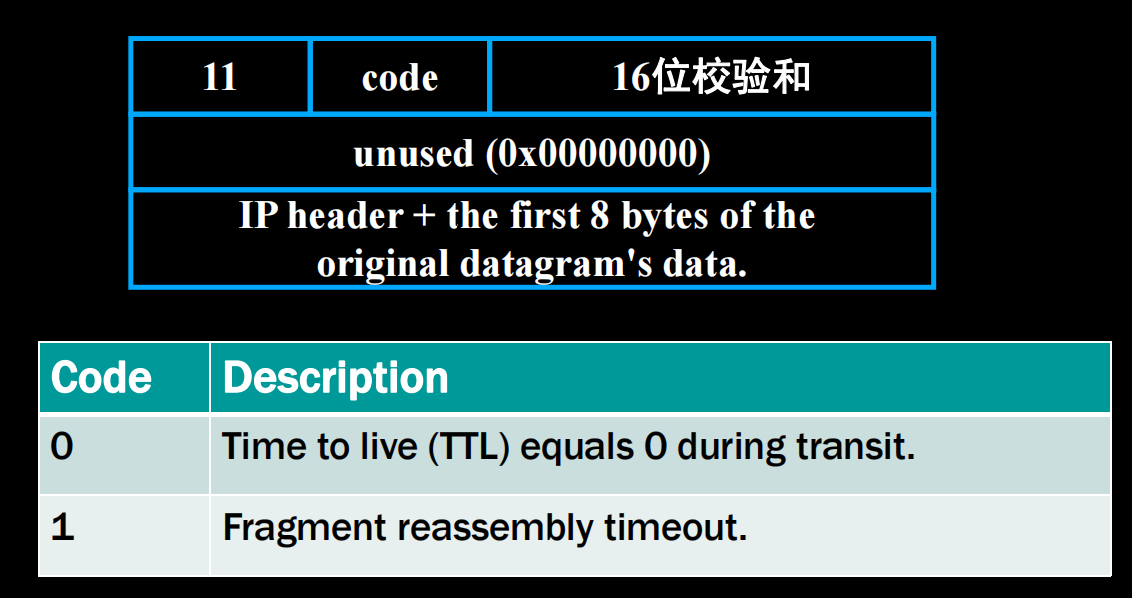 11 code 16位校验和
unused (0x00000000)
IP header + the first 8 bytes of the
original datagram's data.
Code Description
0 Time to live (TTL) equals 0 during transit.
1 Fragment reassembly timeout.